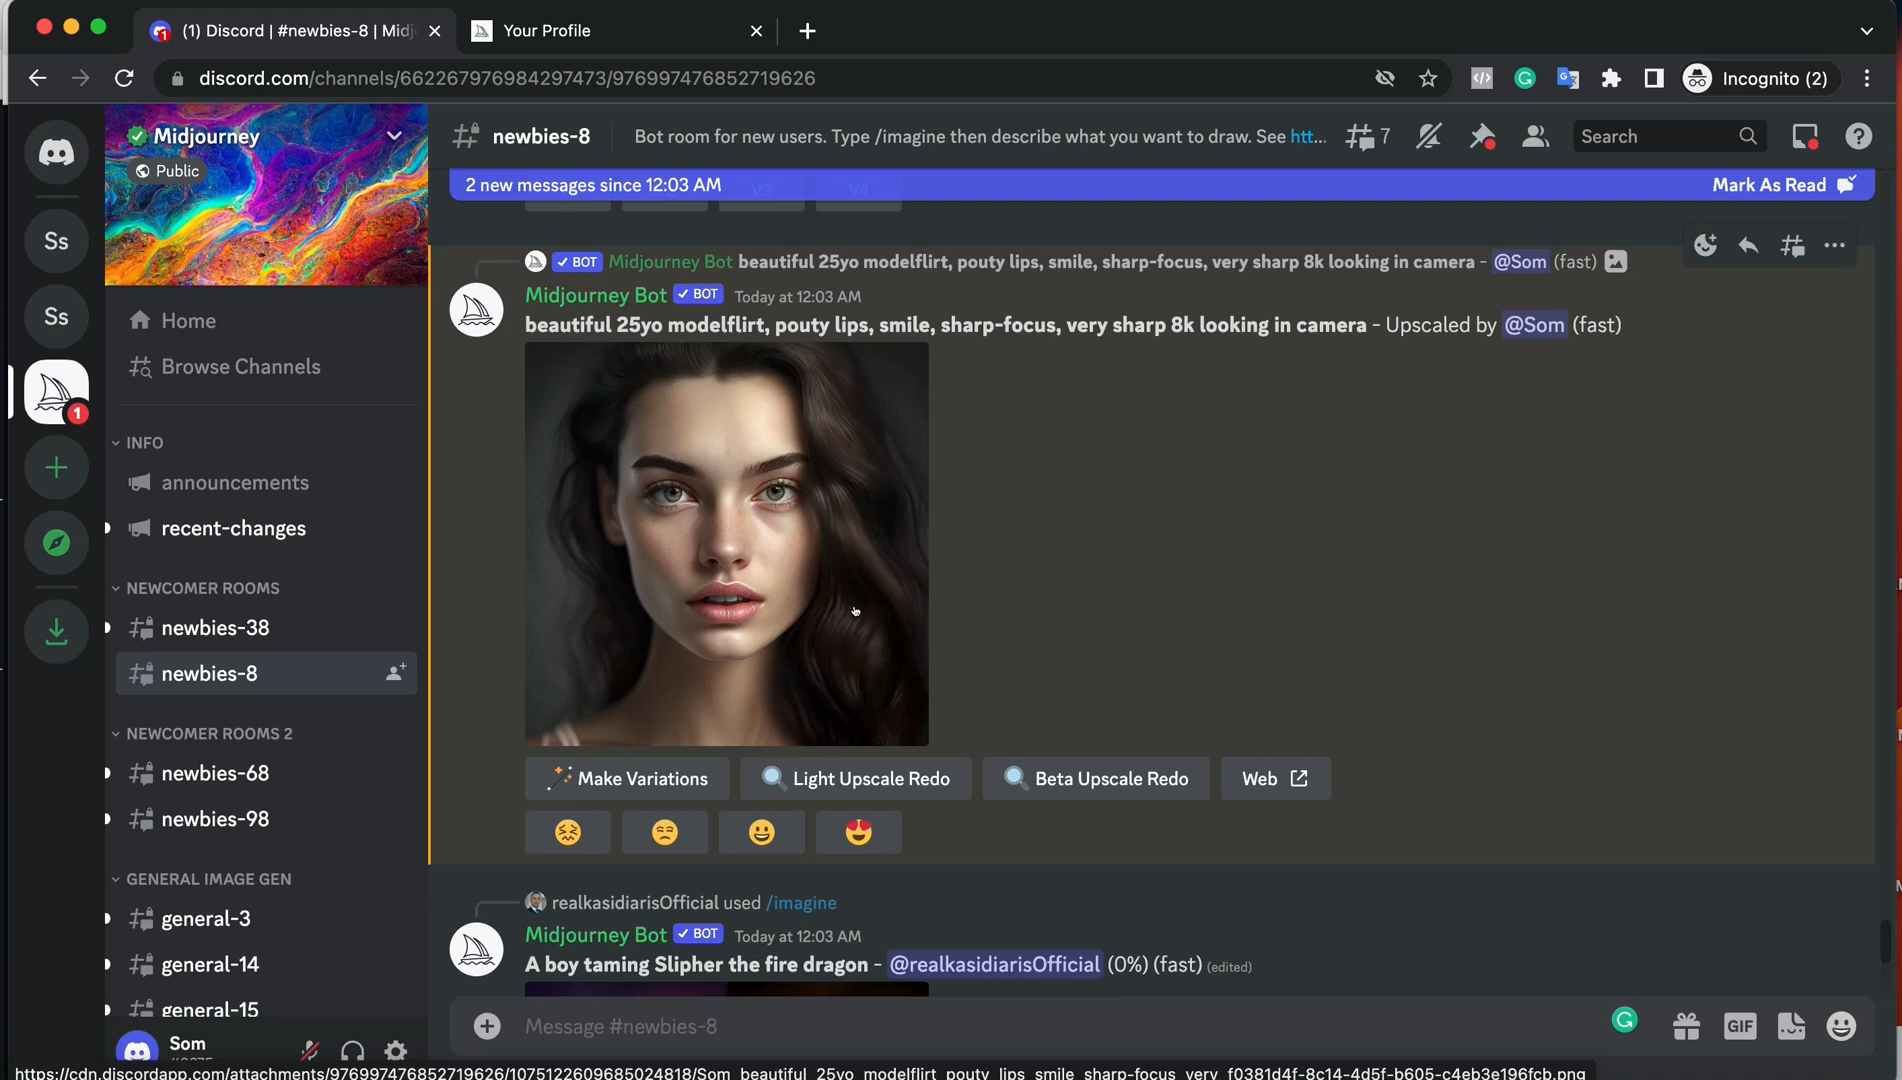 (1) Discord | #newbies-8 | Midj
Your Profile
discord.com/channels/662267976984297473/976997476852719626
Incognito (2)
Midjourney
Public
newbies-8
Bot room for new users. Type /imagine then describe what you want to draw. See htt...
7
Search
2 new messages since 12:03 AM
Mark As Read
V3
V4
Ss
Ss
1
Home
Browse Channels
INFO
announcements
recent-changes
NEWCOMER ROOMS
newbies-38
newbies-8
NEWCOMER ROOMS 2
newbies-68
newbies-98
GENERAL IMAGE GEN
general-3
general-14
general-15
Som
BOT Midjourney Bot beautiful 25yo modelflirt, pouty lips, smile, sharp-focus, very sharp 8k looking in camera - @Som (fast)
Midjourney Bot BOT Today at 12:03 AM
beautiful 25yo modelflirt, pouty lips, smile, sharp-focus, very sharp 8k looking in camera - Upscaled by @Som (fast)
Make Variations
Light Upscale Redo
Beta Upscale Redo
Web
realkasidiarisOfficial used /imagine
Midjourney Bot BOT Today at 12:03 AM
A boy taming Slipher the fire dragon - @realkasidiarisOfficial (0%) (fast) (edited)
Message #newbies-8
GIF
https://cdn.discordapp.com/attachments/976997476852719626/1075122609685024818/Som_beautiful_25yo_modelflirt_pouty_lips_smile_sharp-focus_very_f0381d4f-8c14-4d5f-b605-c4eb3e196fcb.png